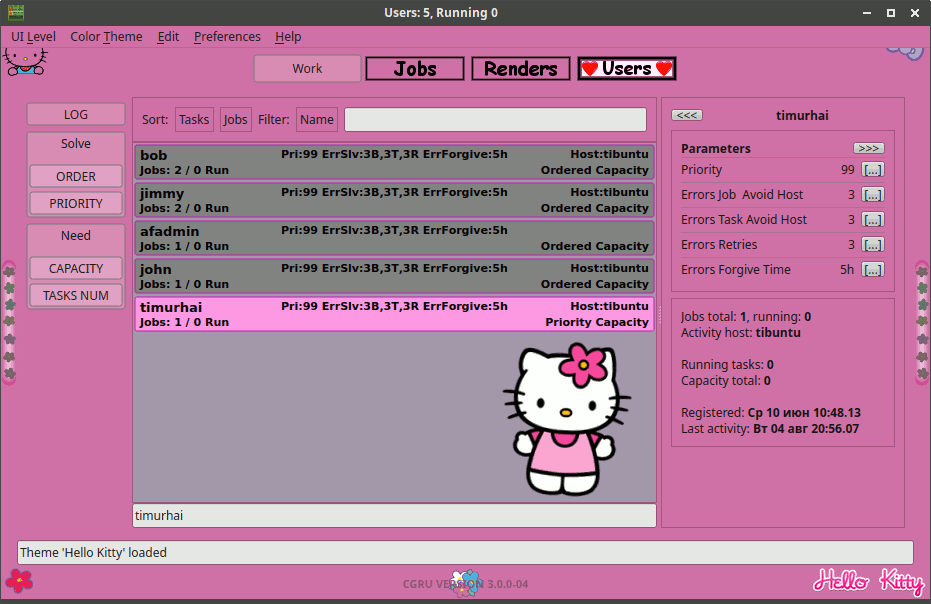 Users: 5, Running 0
UI Level Color Theme Edit Preferences Help
Work Jobs Renders Users
LOG
Solve
ORDER
PRIORITY
Need
CAPACITY
TASKS NUM
Sort: Tasks Jobs Filter: Name
bob Pri:99 ErrSlv:3B,3T,3R ErrForgive:5h Host:tibuntu
Jobs: 2 / 0 Run Ordered Capacity
jimmy Pri:99 ErrSlv:3B,3T,3R ErrForgive:5h Host:tibuntu
Jobs: 2 / 0 Run Ordered Capacity
afadmin Pri:99 ErrSlv:3B,3T,3R ErrForgive:5h
Jobs: 1 / 0 Run Ordered Capacity
john Pri:99 ErrSlv:3B,3T,3R ErrForgive:5h Host:tibuntu
Jobs: 1 / 0 Run Ordered Capacity
timurhai Pri:99 ErrSlv:3B,3T,3R ErrForgive:5h Host:tibuntu
Jobs: 1 / 0 Run Priority Capacity
timurhai
<<< timurhai
Parameters >>>
Priority 99 [...]
Errors Job Avoid Host 3 [...]
Errors Task Avoid Host 3 [...]
Errors Retries 3 [...]
Errors Forgive Time 5h [...]
Jobs total: 1, running: 0
Activity host: tibuntu
Running tasks: 0
Capacity total: 0
Registered: Ср 10 июн 10:48.13
Last activity: Вт 04 авг 20:56.07
Theme 'Hello Kitty' loaded
CGRU VERSION 3.0.0-04
Hello Kitty